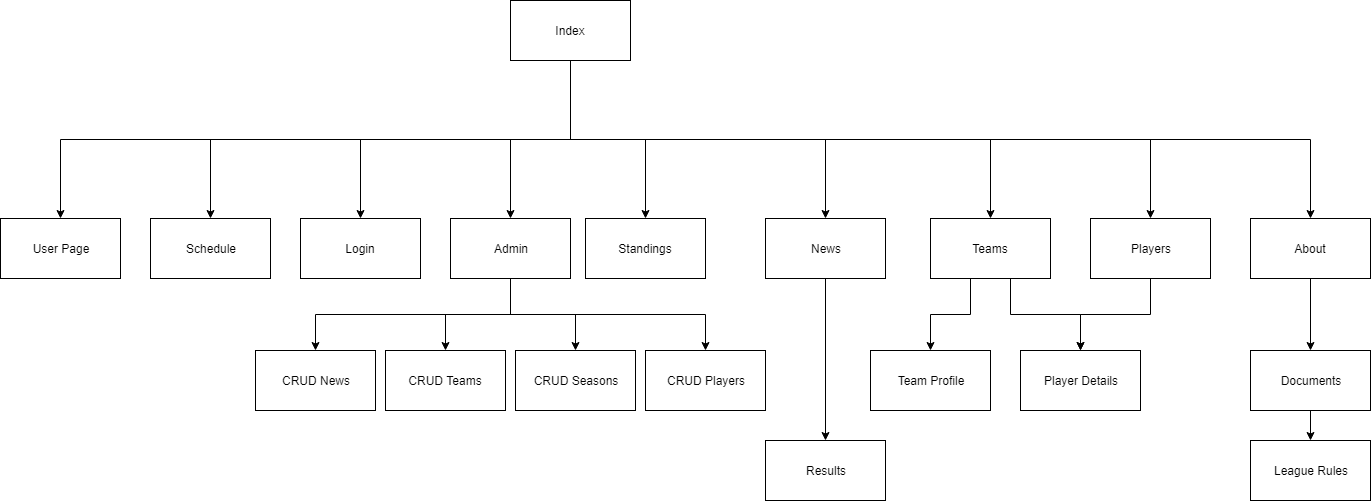 Index
User Page
Schedule
Login
Admin
Standings
News
Teams
Players
About
CRUD News
CRUD Teams
CRUD Seasons
CRUD Players
Team Profile
Player Details
Documents
Results
League Rules